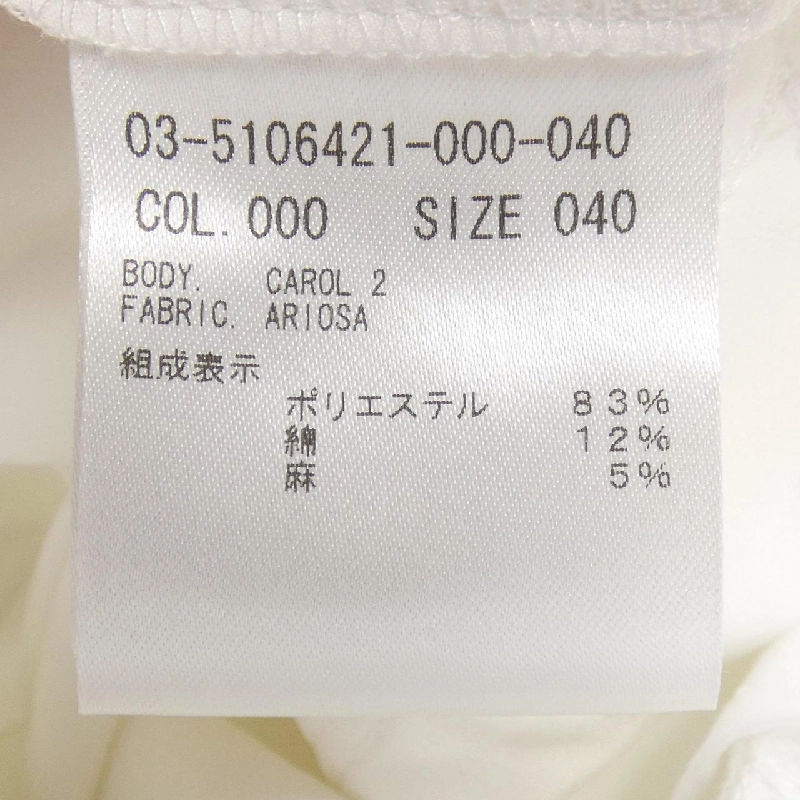 03-5106421-000-040
COL. 000 SIZE 040
BODY. CAROL 2
FABRIC. ARIOSA
組成表示
ポリエステル 83%
綿 12%
麻 5%